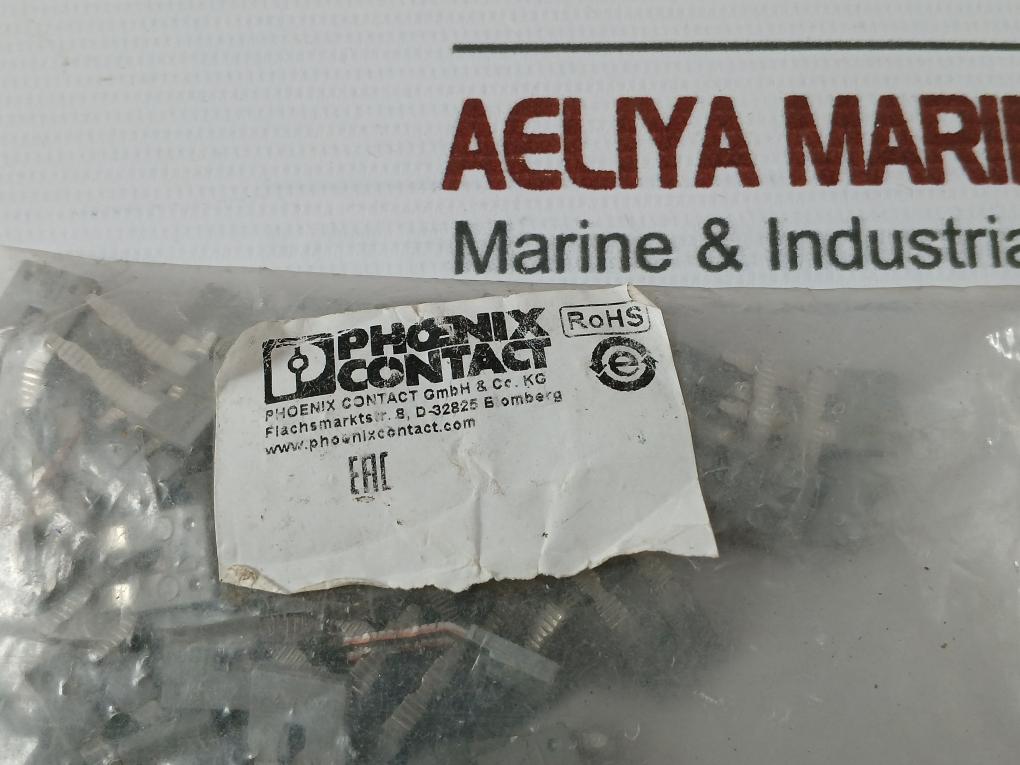 AELIYA MARI
Marine & Industria
PHOENIX
CONTACT
RoHS
e
PHOENIX CONTACT GmbH & Co. KG
Flachsmarktstr. 8, D-32825 Blomberg
www.phoenixcontact.com
EAC